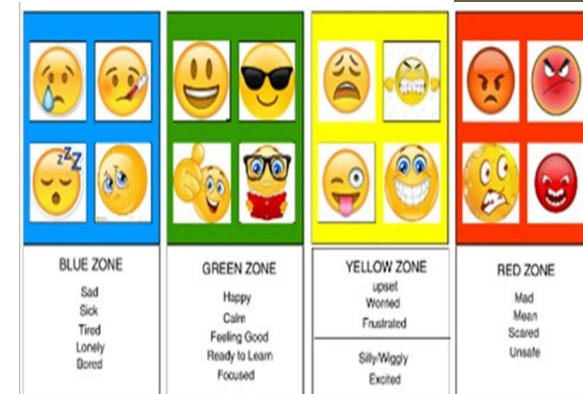 zzZ
BLUE ZONE
Sad
Sick
Tired
Lonely
Bored
GREEN ZONE
Happy
Calm
Feeling Good
Ready to Learn
Focused
YELLOW ZONE
upset
Worried
Frustrated
Silly/Wiggly
Excited
RED ZONE
Mad
Mean
Scared
Unsafe